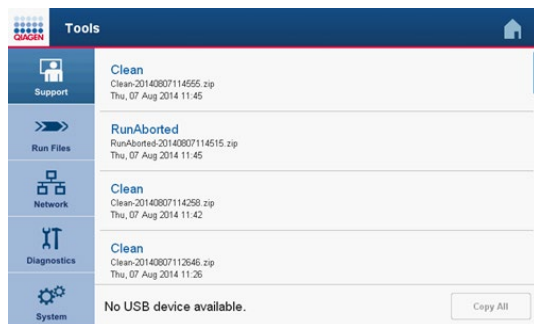 QIAGEN
Tools
Support
Run Files
Network
Diagnostics
System
Clean
Clean-20140807114555.zip
Thu, 07 Aug 2014 11:45
RunAborted
RunAborted-20140807114515.zip
Thu, 07 Aug 2014 11:45
Clean
Clean-20140807114258.zip
Thu, 07 Aug 2014 11:42
Clean
Clean-20140807112646.zip
Thu, 07 Aug 2014 11:26
No USB device available.
Copy All